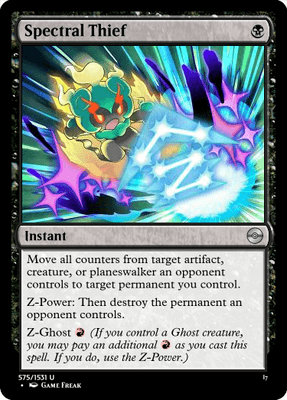 Spectral Thief
Instant
Move all counters from target artifact,
creature, or planeswalker an opponent
controls to target permanent you control.
Z-Power: Then destroy the permanent an
opponent controls.
Z-Ghost (If you control a Ghost creature,
you may pay an additional as you cast this
spell. If you do, use the Z-Power.)
575/1531 U
• GAME FREAK